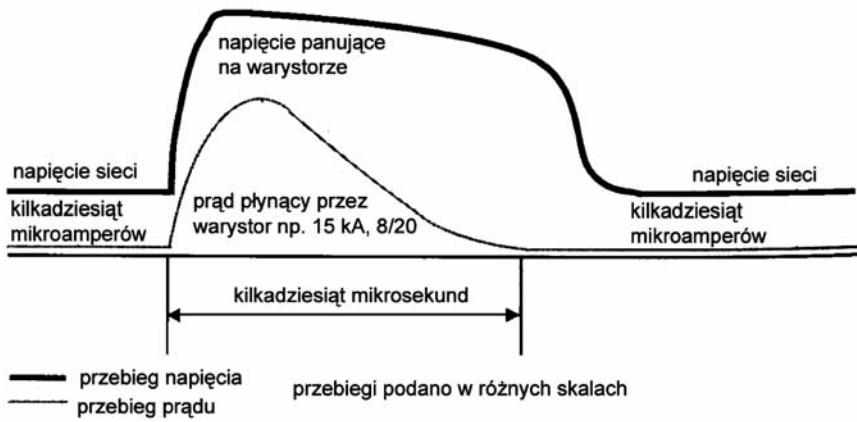 napięcie panujące
na warystorze
napięcie sieci
napięcie sieci
kilkadziesiąt
mikroamperów
prąd płynący przez
warystor np. 15 kA, 8/20
kilkadziesiąt
mikroamperów
kilkadziesiąt mikrosekund
przebieg napięcia
przebiegi podano w różnych skalach
przebieg prądu